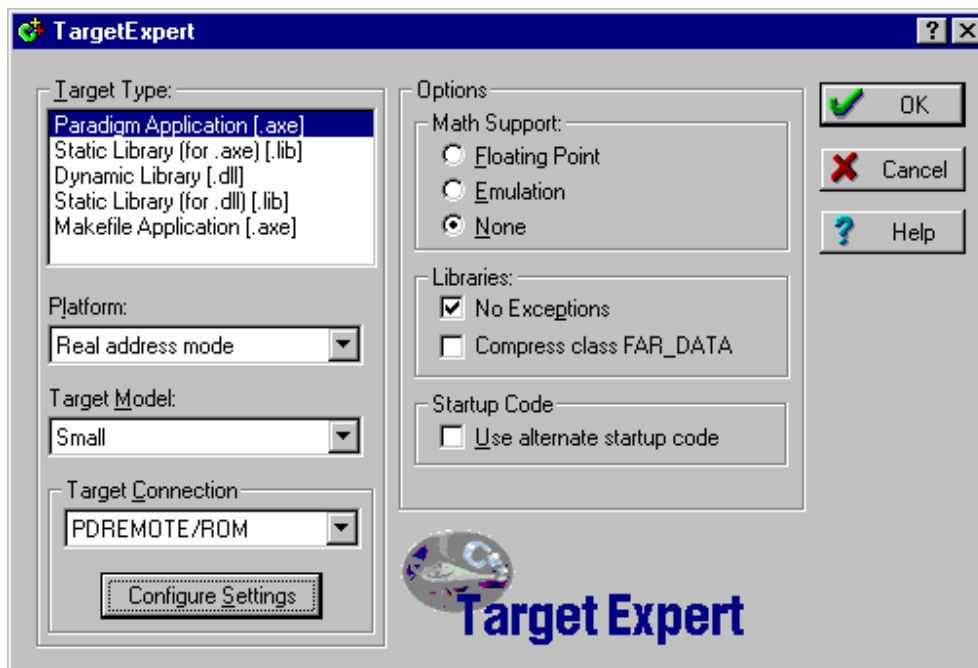 TargetExpert
Target Type:
Paradigm Application [.axe]
Static Library (for .axe) [.lib]
Dynamic Library [.dll]
Static Library (for .dll) [.lib]
Makefile Application [.axe]
Platform:
Real address mode
Target Model:
Small
Target Connection
PDREMOTE/ROM
Configure Settings
Options
Math Support:
Floating Point
Emulation
None
Libraries:
No Exceptions
Compress class FAR_DATA
Startup Code
Use alternate startup code
OK
Cancel
? Help
Target Expert